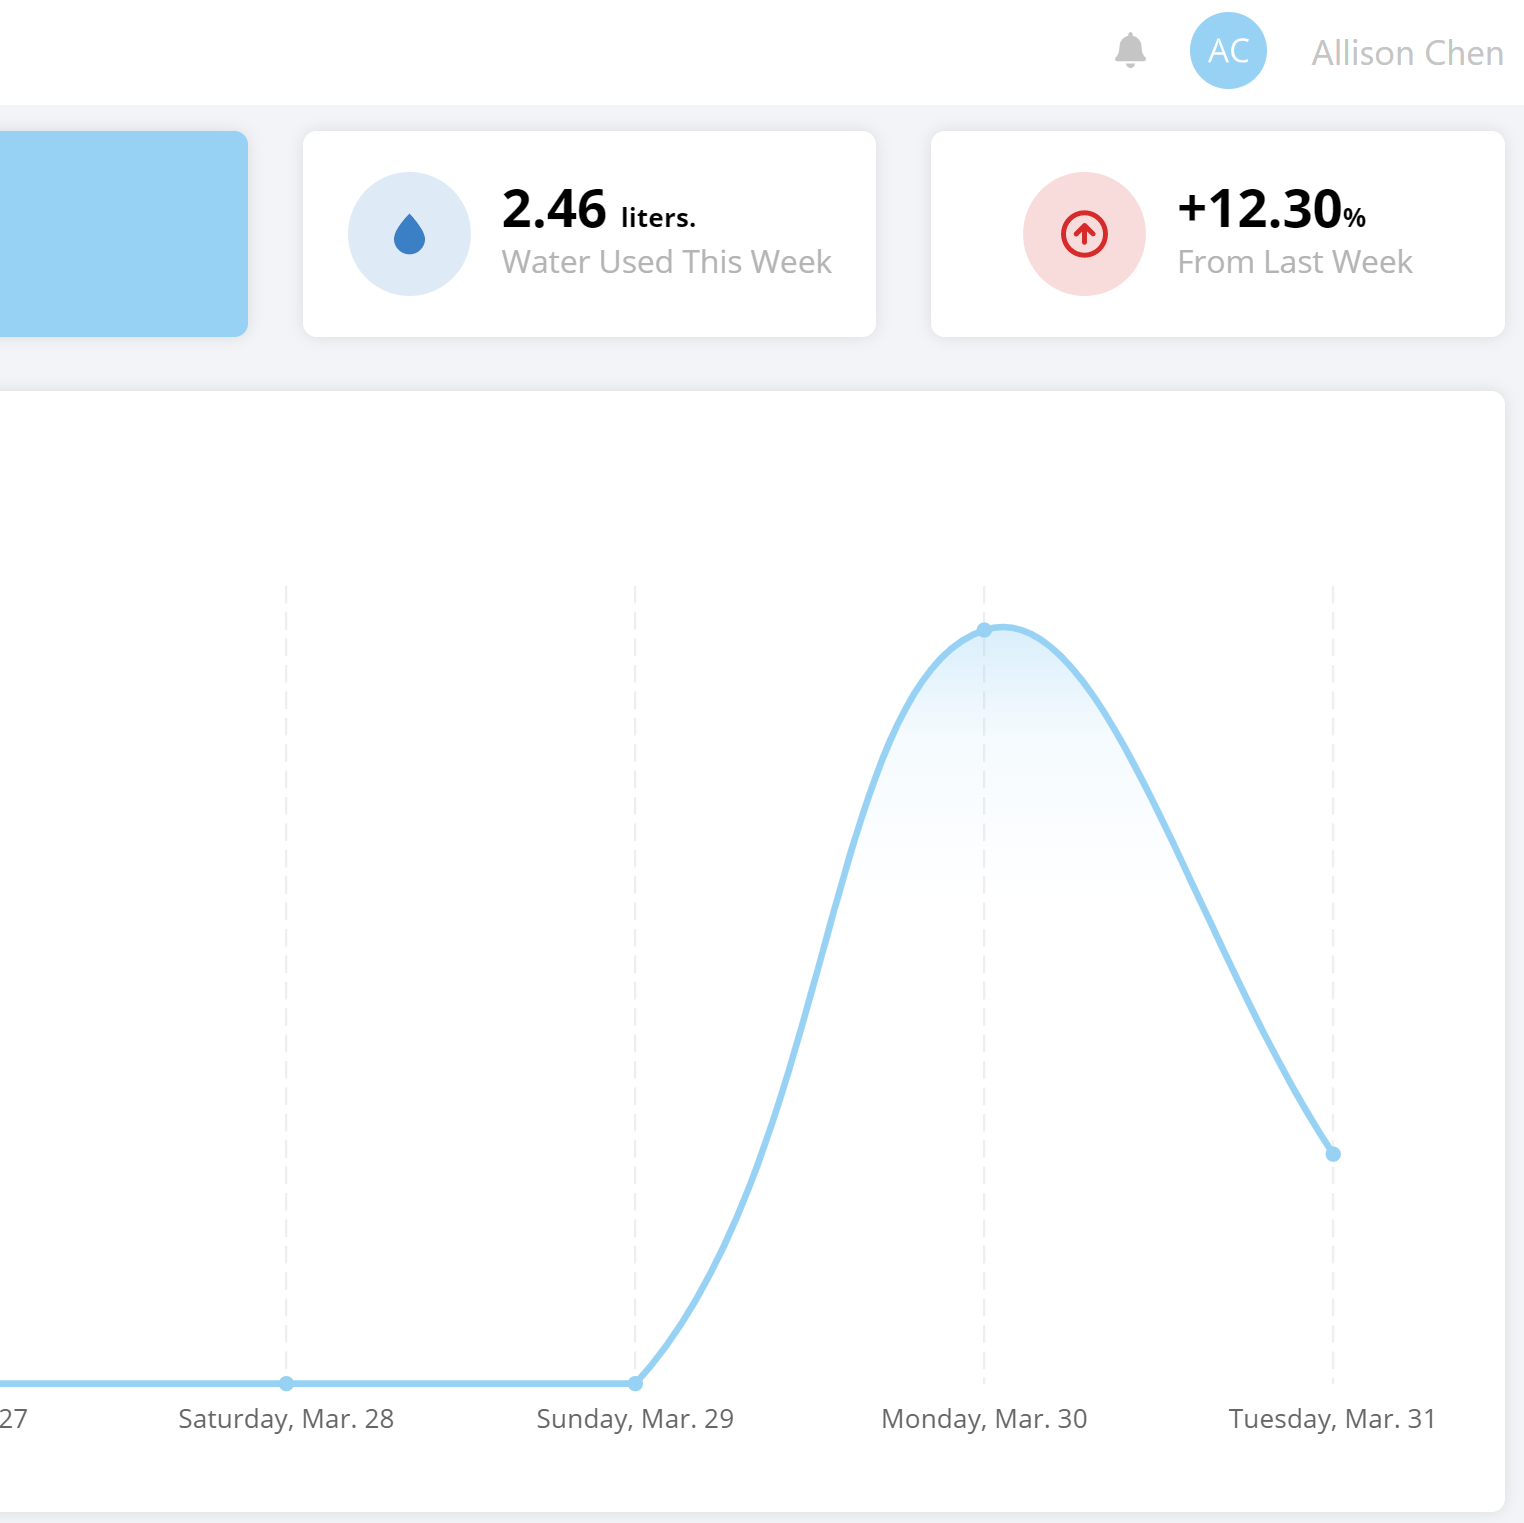 AC Allison Chen
2.46 liters.
Water Used This Week
+12.30%
From Last Week
27 Saturday, Mar. 28 Sunday, Mar. 29 Monday, Mar. 30 Tuesday, Mar. 31